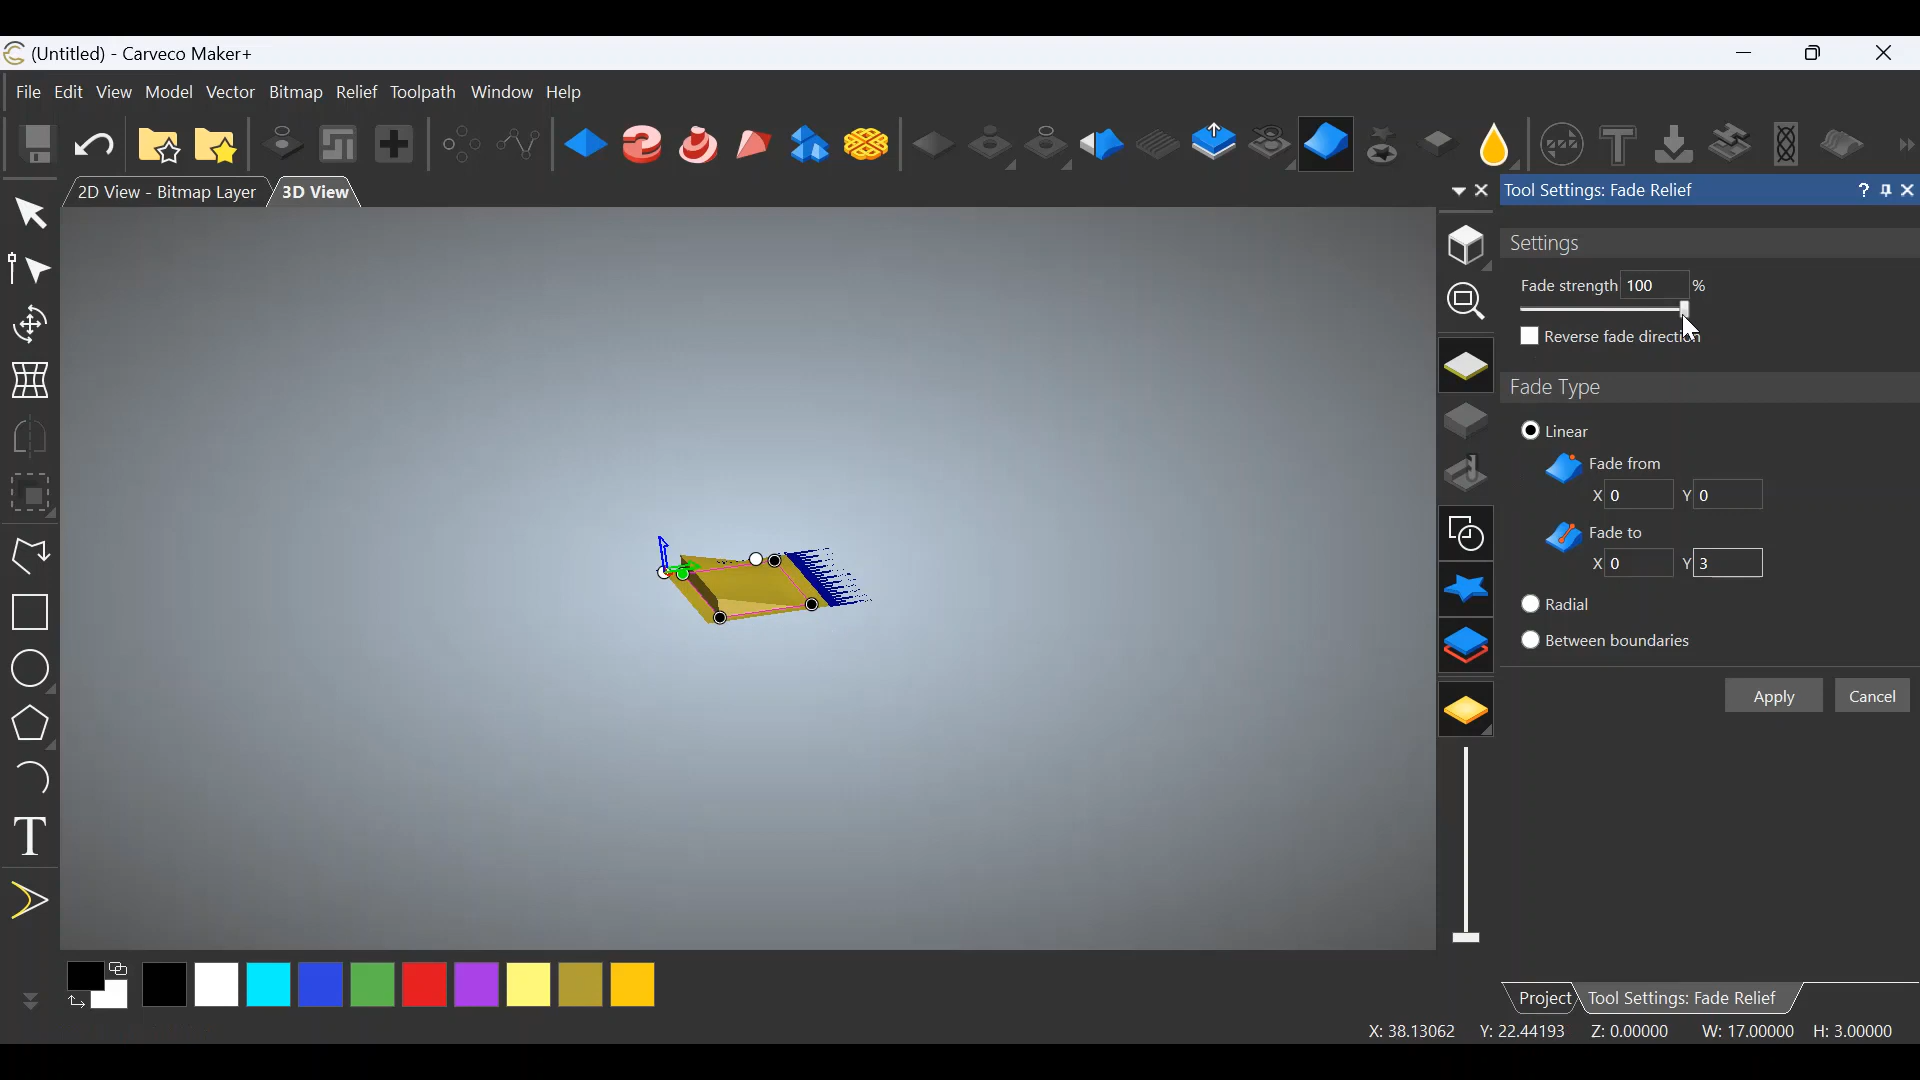 (Untitled) - Carveco Maker+
File Edit View Model Vector Bitmap Relief Toolpath Window Help
2D View - Bitmap Layer 3D View
Tool Settings: Fade Relief
Settings
Fade strength 100 %
Reverse fade direction
Fade Type
Linear
Fade from
X 0 Y 0
Fade to
X 0 Y 3
Radial
Between boundaries
Apply Cancel
Project Tool Settings: Fade Relief
X: 38.13062 Y: 22.44193 Z: 0.00000 W: 17.00000 H: 3.00000